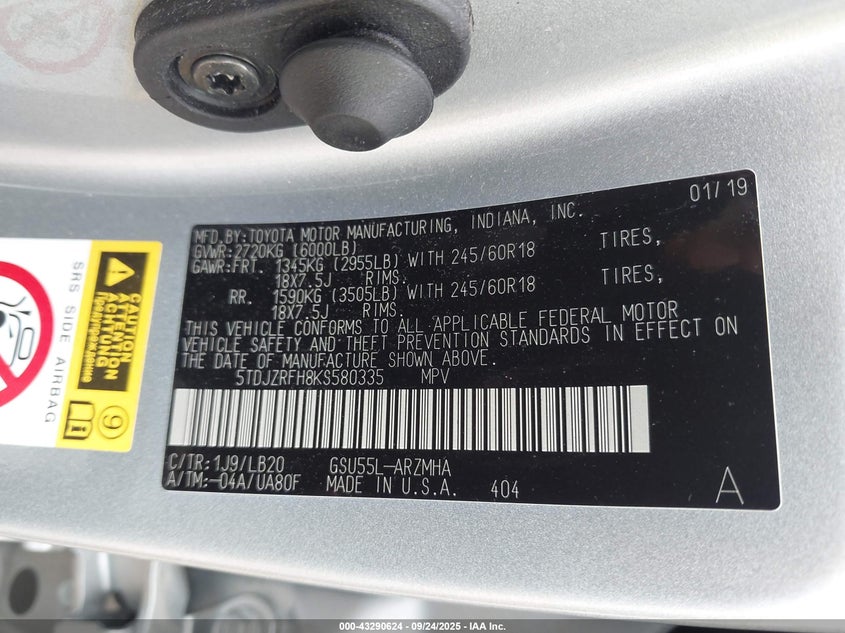 01/19
MFD.BY:TOYOTA MOTOR MANUFACTURING, INDIANA, INC.
GVWR:2720KG (6000LB)
GAWR:FRT. 1345KG (2955LB) WITH 245/60R18 TIRES,
18X7.5J RIMS.
RR. 1590KG (3505LB) WITH 245/60R18 TIRES,
18X7.5J RIMS.
THIS VEHICLE CONFORMS TO ALL APPLICABLE FEDERAL MOTOR
VEHICLE SAFETY AND THEFT PREVENTION STANDARDS IN EFFECT ON
THE DATE OF MANUFACTURE SHOWN ABOVE.
5TDJZRFH8KS580335 MPV
C/TR:1J9/LB20 GSU55L-ARZMHA
A/TM:-04A/UA80F MADE IN U.S.A. 404
A
SRS SIDE AIRBAG
CAUTION
ATTENTION
ACHTUNG
9
000-43290624 - 09/24/2025 - IAA Inc.